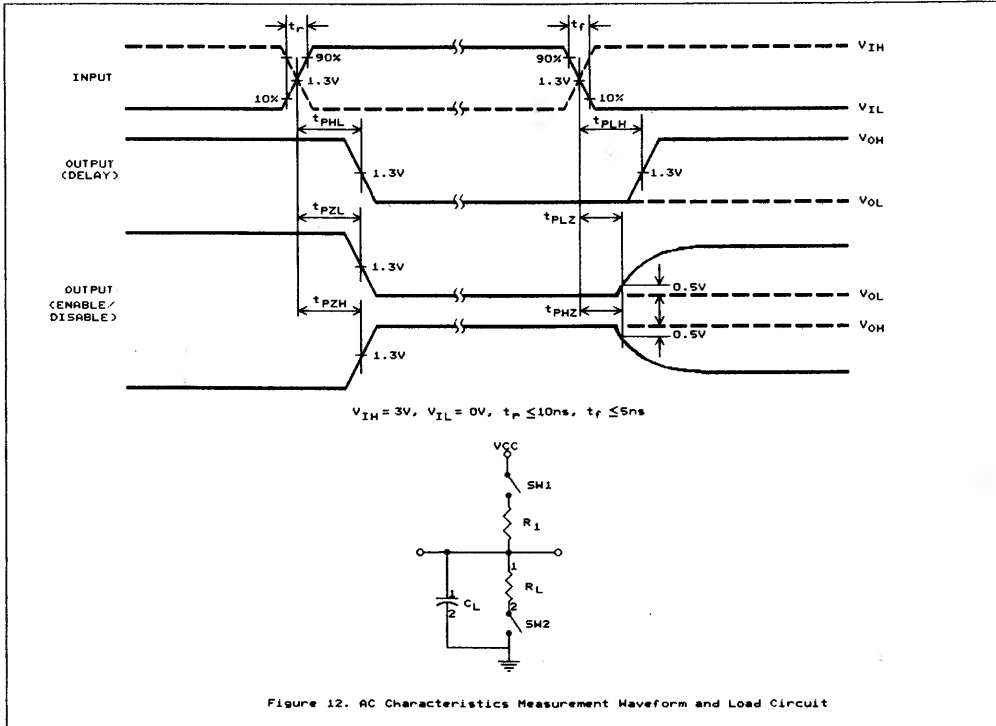 tr
tf
90%
90%
VIH
INPUT
1.3V
1.3V
10%
10%
VIL
tPHL
tPLH
VOH
OUTPUT
(DELAY)
1.3V
1.3V
VOL
tPZL
tPLZ
1.3V
0.5V
OUTPUT
(ENABLE/
DISABLE)
VOL
tPZH
tPHZ
VOH
0.5V
1.3V
VIH = 3V, VIL = 0V, tr ≤10ns, tf ≤5ns
VCC
SW1
R1
1
RL
1
CL
2
2
SW2
Figure 12. AC Characteristics Measurement Waveform and Load Circuit